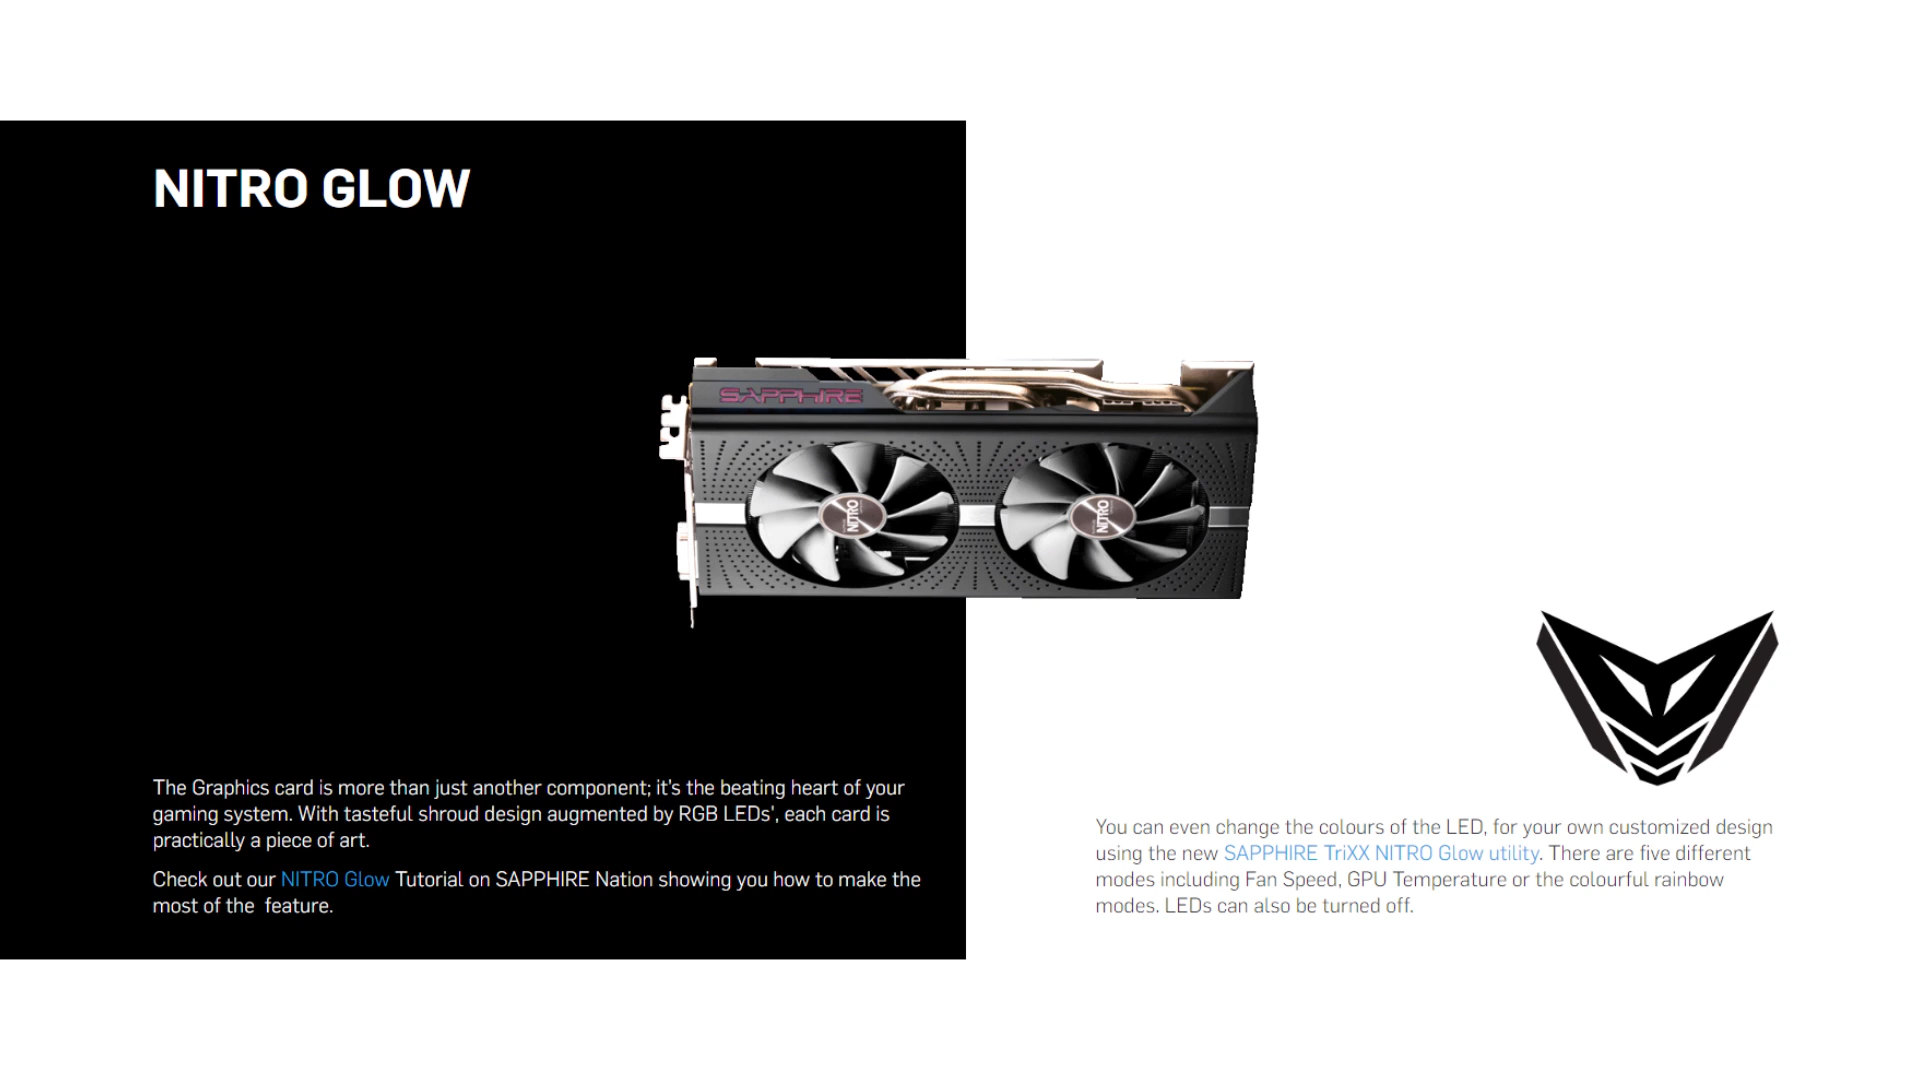 NITRO GLOW
SAPPHIRE
NITRO
NITRO
The Graphics card is more than just another component; it's the beating heart of your
gaming system. With tasteful shroud design augmented by RGB LEDs', each card is
practically a piece of art.
Check out our NITRO Glow Tutorial on SAPPHIRE Nation showing you how to make the
most of the  feature.
You can even change the colours of the LED, for your own customized design
using the new SAPPHIRE TriXX NITRO Glow utility. There are five different
modes including Fan Speed, GPU Temperature or the colourful rainbow
modes. LEDs can also be turned off.